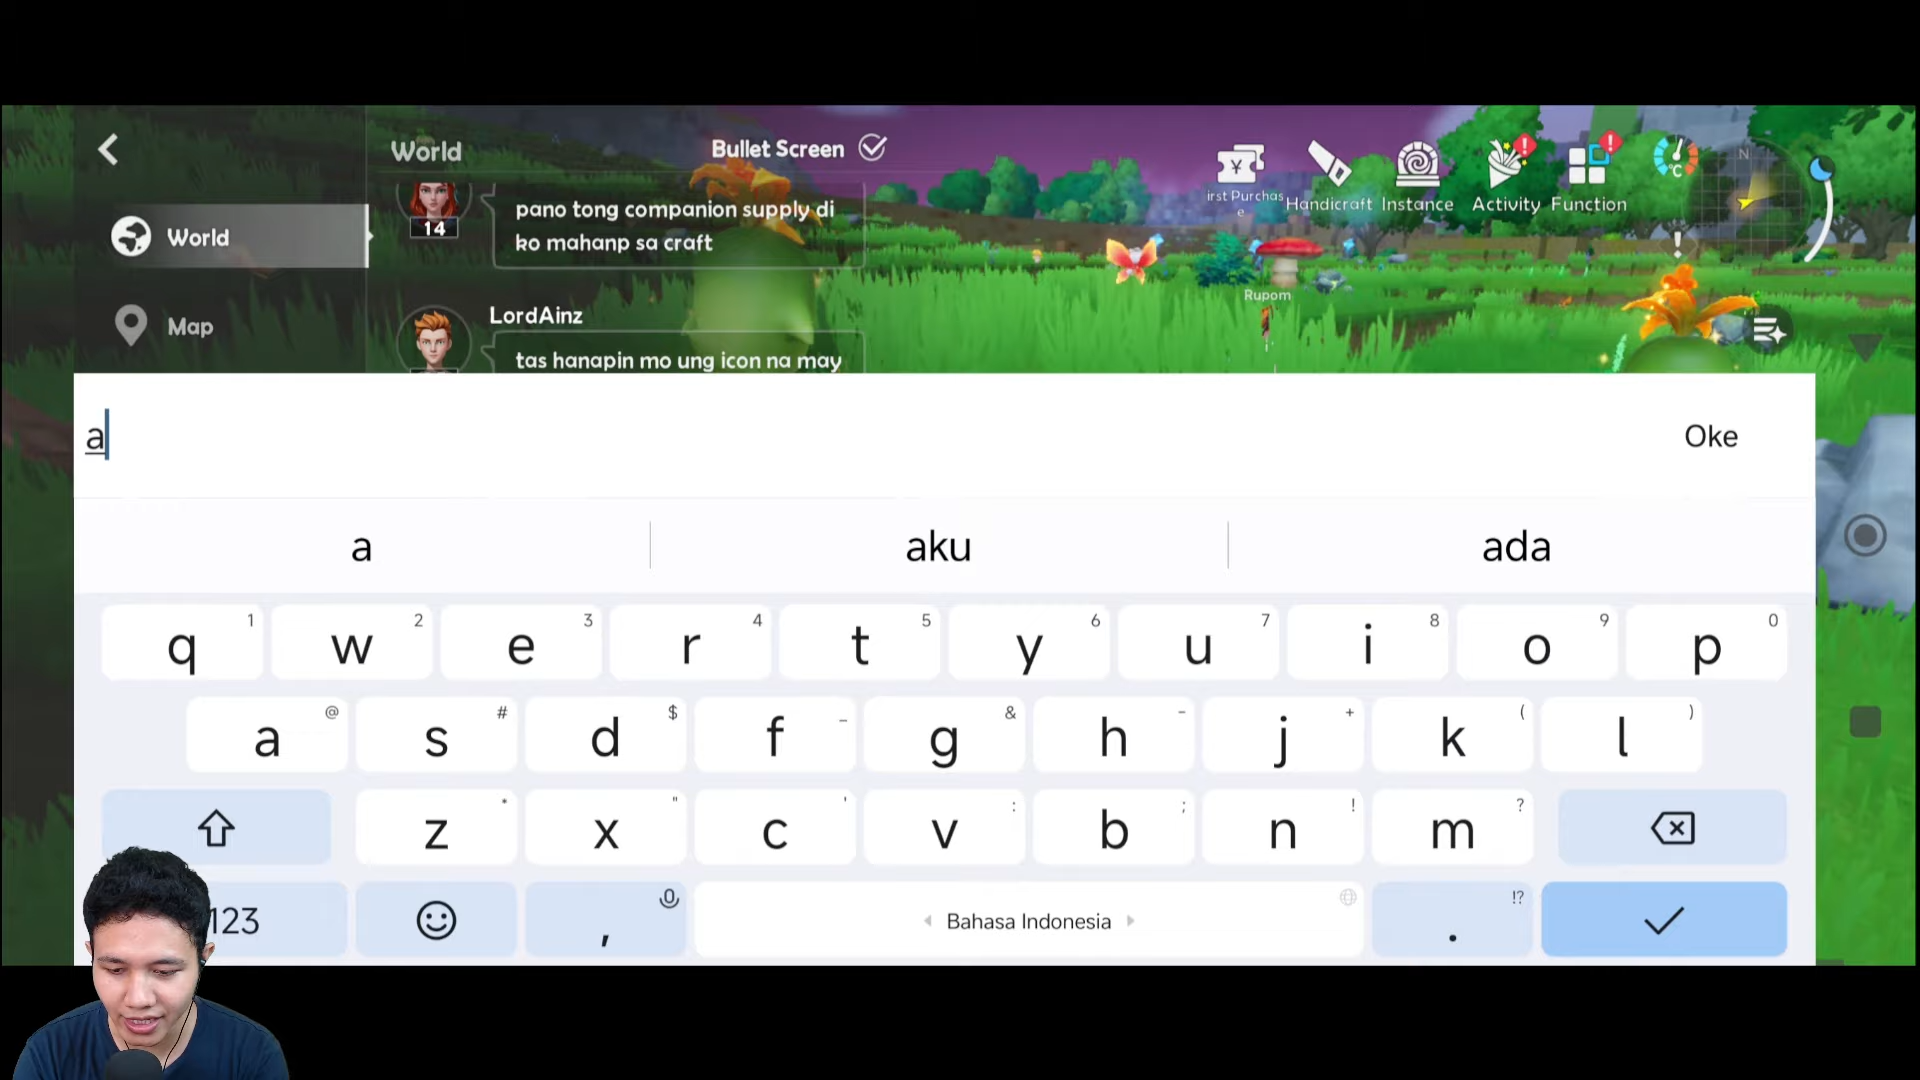 World
Bullet Screen
irst Purchas
e
Handicraft
Instance
Activity
Function
°C
N
World
14
pano tong companion supply di
ko mahanp sa craft
Rupom
Map
LordAinz
tas hanapin mo ung icon na may
a
Oke
a
aku
ada
q 1 w 2 e 3 r 4 t 5 y 6 u 7 i 8 o 9 p 0
a @ s # d $ f _ g & h - j + k ( l )
z * x " c ' v : b ; n ! m ?
123
,
Bahasa Indonesia
. !?